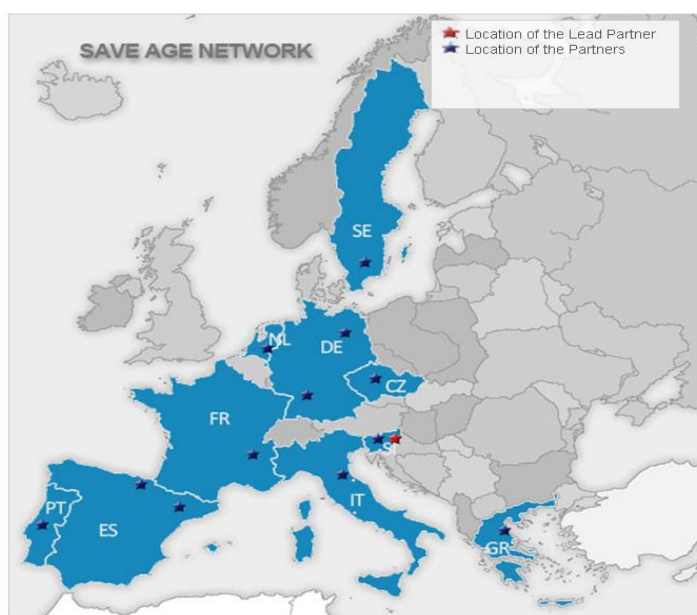 SAVE AGE NETWORK
Location of the Lead Partner
Location of the Partners
SE
NL
DE
CZ
FR
SI
IT
PT
ES
GR